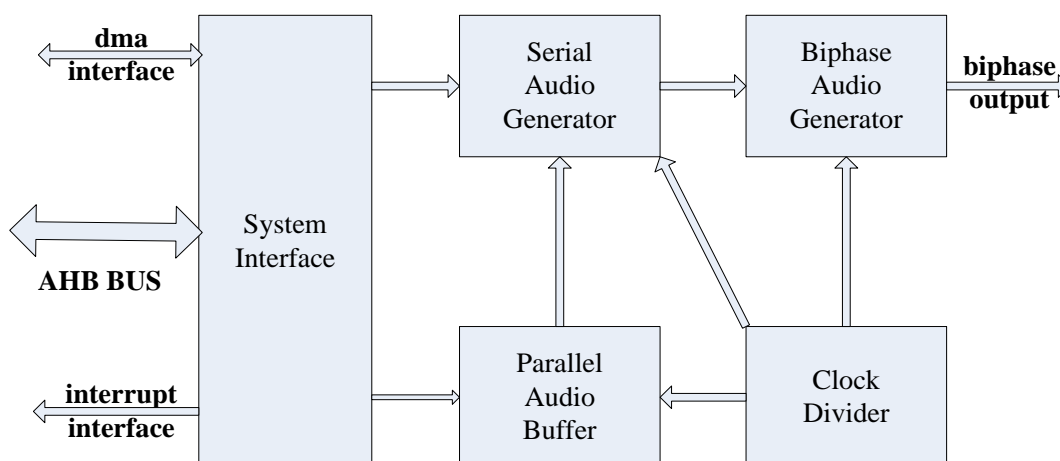 dma
interface
AHB BUS
interrupt
interface
System
Interface
Serial
Audio
Generator
Biphase
Audio
Generator
biphase
output
Parallel
Audio
Buffer
Clock
Divider